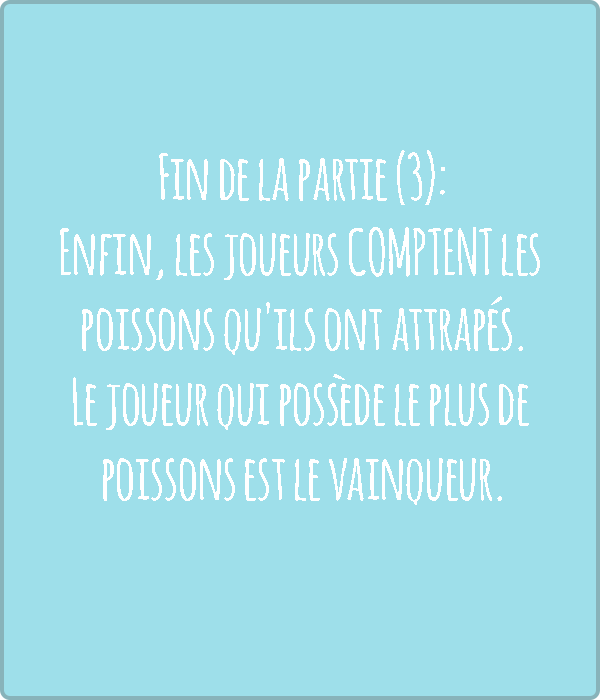 Fin de la partie (3):
Enfin, les joueurs COMPTENT les
poissons qu'ils ont attrapés.
Le joueur qui possède le plus de
poissons est le vainqueur.